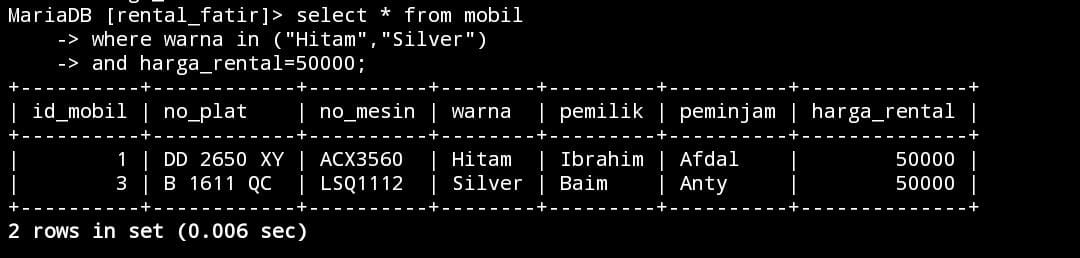 MariaDB [rental_fatir]> select * from mobil
    -> where warna in ("Hitam","Silver")
    -> and harga_rental=50000;
+----------+------------+----------+--------+---------+----------+--------------+
| id_mobil | no_plat    | no_mesin | warna  | pemilik | peminjam | harga_rental |
+----------+------------+----------+--------+---------+----------+--------------+
|        1 | DD 2650 XY | ACX3560  | Hitam  | Ibrahim | Afdal    |        50000 |
|        3 | B 1611 QC  | LSQ1112  | Silver | Baim    | Anty     |        50000 |
+----------+------------+----------+--------+---------+----------+--------------+
2 rows in set (0.006 sec)